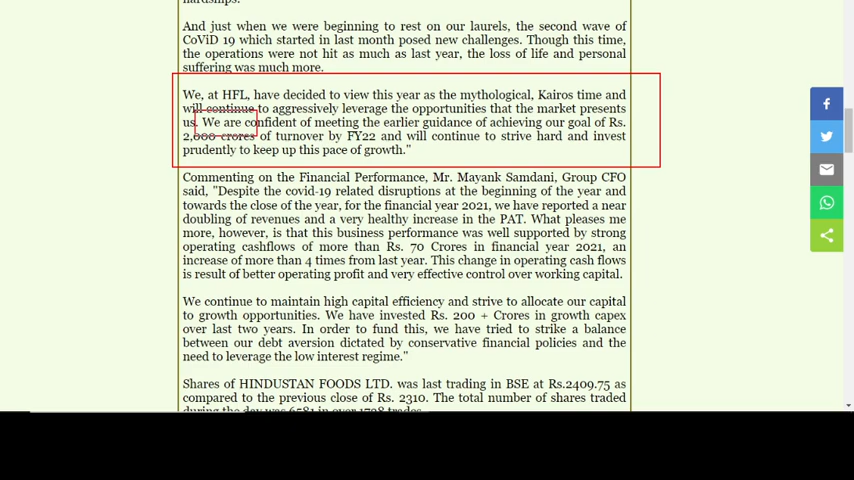 hardships.
And just when we were beginning to rest on our laurels, the second wave of
CoViD 19 which started in last month posed new challenges. Though this time,
the operations were not hit as much as last year, the loss of life and personal
suffering was much more.
We, at HFL, have decided to view this year as the mythological, Kairos time and
will continue to aggressively leverage the opportunities that the market presents
us. We are confident of meeting the earlier guidance of achieving our goal of Rs.
2,000 crores of turnover by FY22 and will continue to strive hard and invest
prudently to keep up this pace of growth."
Commenting on the Financial Performance, Mr. Mayank Samdani, Group CFO
said, "Despite the covid-19 related disruptions at the beginning of the year and
towards the close of the year, for the financial year 2021, we have reported a near
doubling of revenues and a very healthy increase in the PAT. What pleases me
more, however, is that this business performance was well supported by strong
operating cashflows of more than Rs. 70 Crores in financial year 2021, an
increase of more than 4 times from last year. This change in operating cash flows
is result of better operating profit and very effective control over working capital.
We continue to maintain high capital efficiency and strive to allocate our capital
to growth opportunities. We have invested Rs. 200 + Crores in growth capex
over last two years. In order to fund this, we have tried to strike a balance
between our debt aversion dictated by conservative financial policies and the
need to leverage the low interest regime."
Shares of HINDUSTAN FOODS LTD. was last trading in BSE at Rs.2409.75 as
compared to the previous close of Rs. 2310. The total number of shares traded
during the day was 6581 in over 1728 trades.